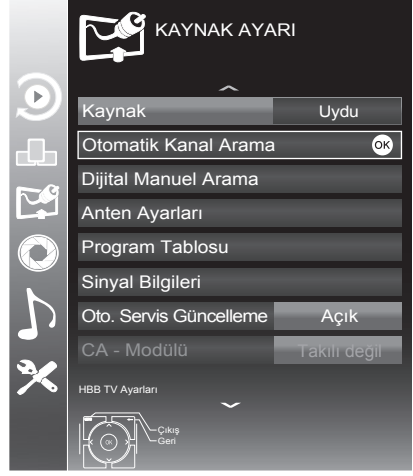 KAYNAK AYARI
Kaynak Uydu
Otomatik Kanal Arama OK
Dijital Manuel Arama
Anten Ayarları
Program Tablosu
Sinyal Bilgileri
Oto. Servis Güncelleme Açık
CA - Modülü Takılı değil
HBB TV Ayarları
Çıkış
OK Geri